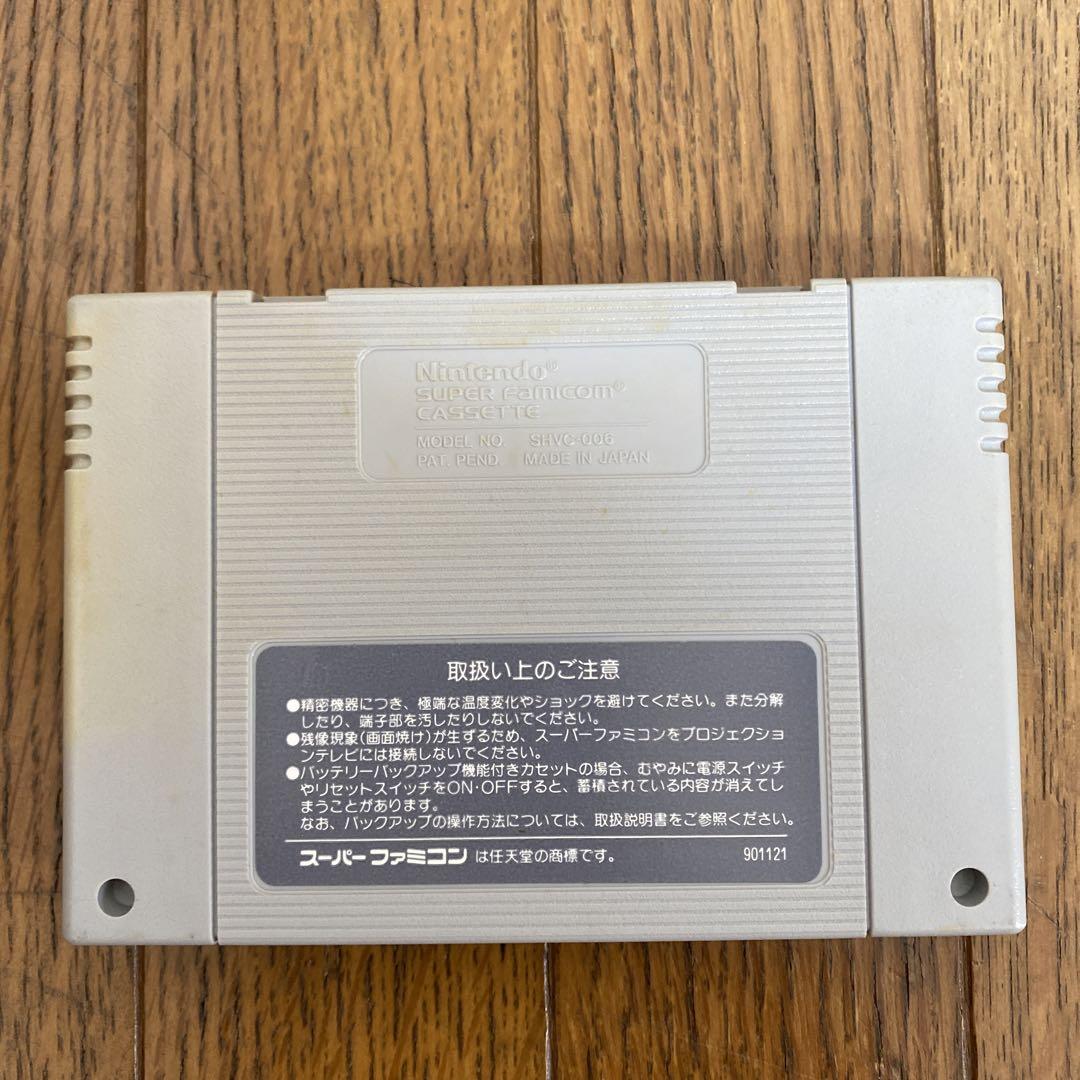 Nintendo®
SUPER Famicom®
CASSETTE
MODEL NO. SHVC-006
PAT. PEND. MADE IN JAPAN
取扱い上のご注意
●精密機器につき、極端な温度変化やショックを避けてください。また分解
したり、端子部を汚したりしないでください。
●残像現象(画面焼け)が生ずるため、スーパーファミコンをプロジェクショ
ンテレビには接続しないでください。
●バッテリーバックアップ機能付きカセットの場合、むやみに電源スイッチ
やリセットスイッチをON・OFFすると、蓄積されている内容が消えてし
まうことがあります。
なお、バックアップの操作方法については、取扱説明書をご参照ください。
スーパーファミコン は任天堂の商標です。 901121